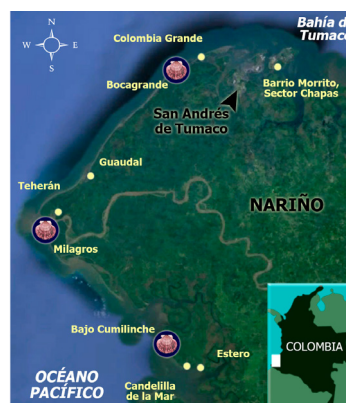 N
W E
S
Bahía d
Tumaco
Colombia Grande
Bocagrande
Barrio Morrito,
Sector Chapas
San Andrés
de Tumaco
Guaudal
Teherán
NARIÑO
Milagros
Bajo Cumilinche
Estero
COLOMBIA
OCÉANO
PACÍFICO
Candelilla
de la Mar